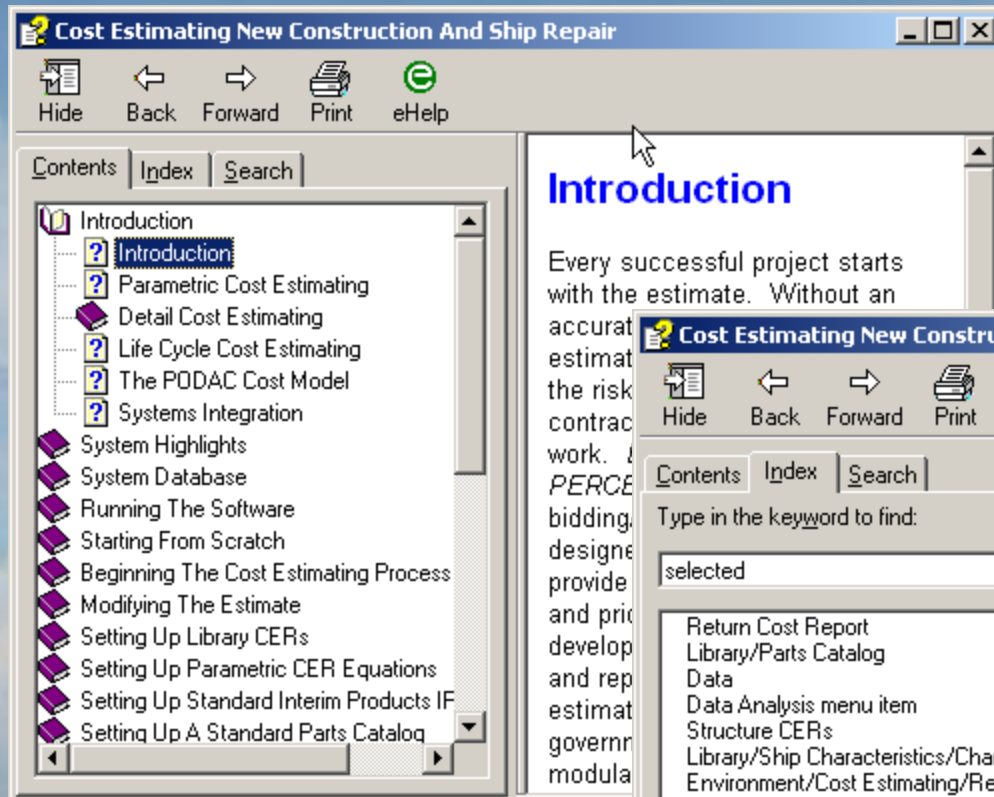 Cost Estimating New Construction And Ship Repair
Hide Back Forward Print eHelp
Contents Index Search
Introduction
Introduction
Parametric Cost Estimating
Detail Cost Estimating
Life Cycle Cost Estimating
The PODAC Cost Model
Systems Integration
System Highlights
System Database
Running The Software
Starting From Scratch
Beginning The Cost Estimating Process
Modifying The Estimate
Setting Up Library CERs
Setting Up Parametric CER Equations
Setting Up Standard Interim Products IF
Setting Up A Standard Parts Catalog
Introduction
Every successful project starts
with the estimate. Without an
accurat
estimat
the risk
contrac
work.
PERCE
bidding/
designe
provide
and pric
develop
and rep
estimat
governm
modula
Cost Estimating New Constru
Hide Back Forward Print
Contents Index Search
Type in the keyword to find:
selected
Return Cost Report
Library/Parts Catalog
Data
Data Analysis menu item
Structure CERs
Library/Ship Characteristics/Char
Environment/Cost Estimating/Re